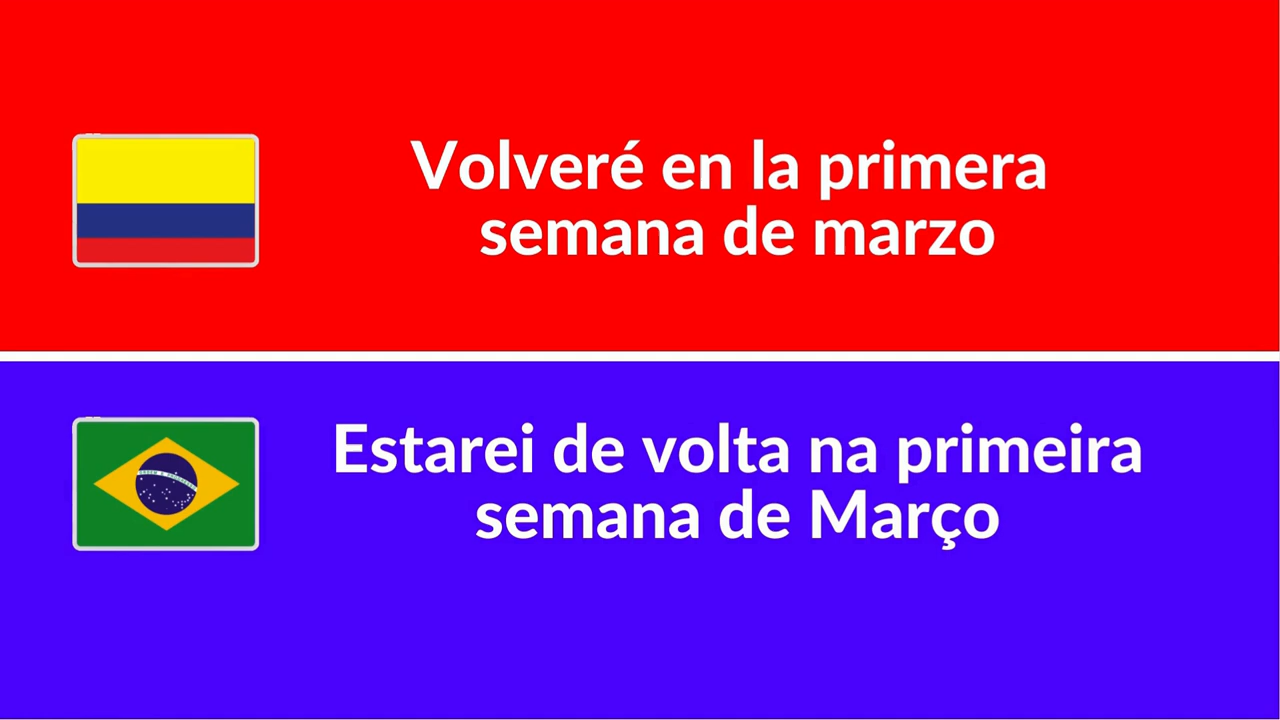 Volveré en la primera
semana de marzo
Estarei de volta na primeira
semana de Março